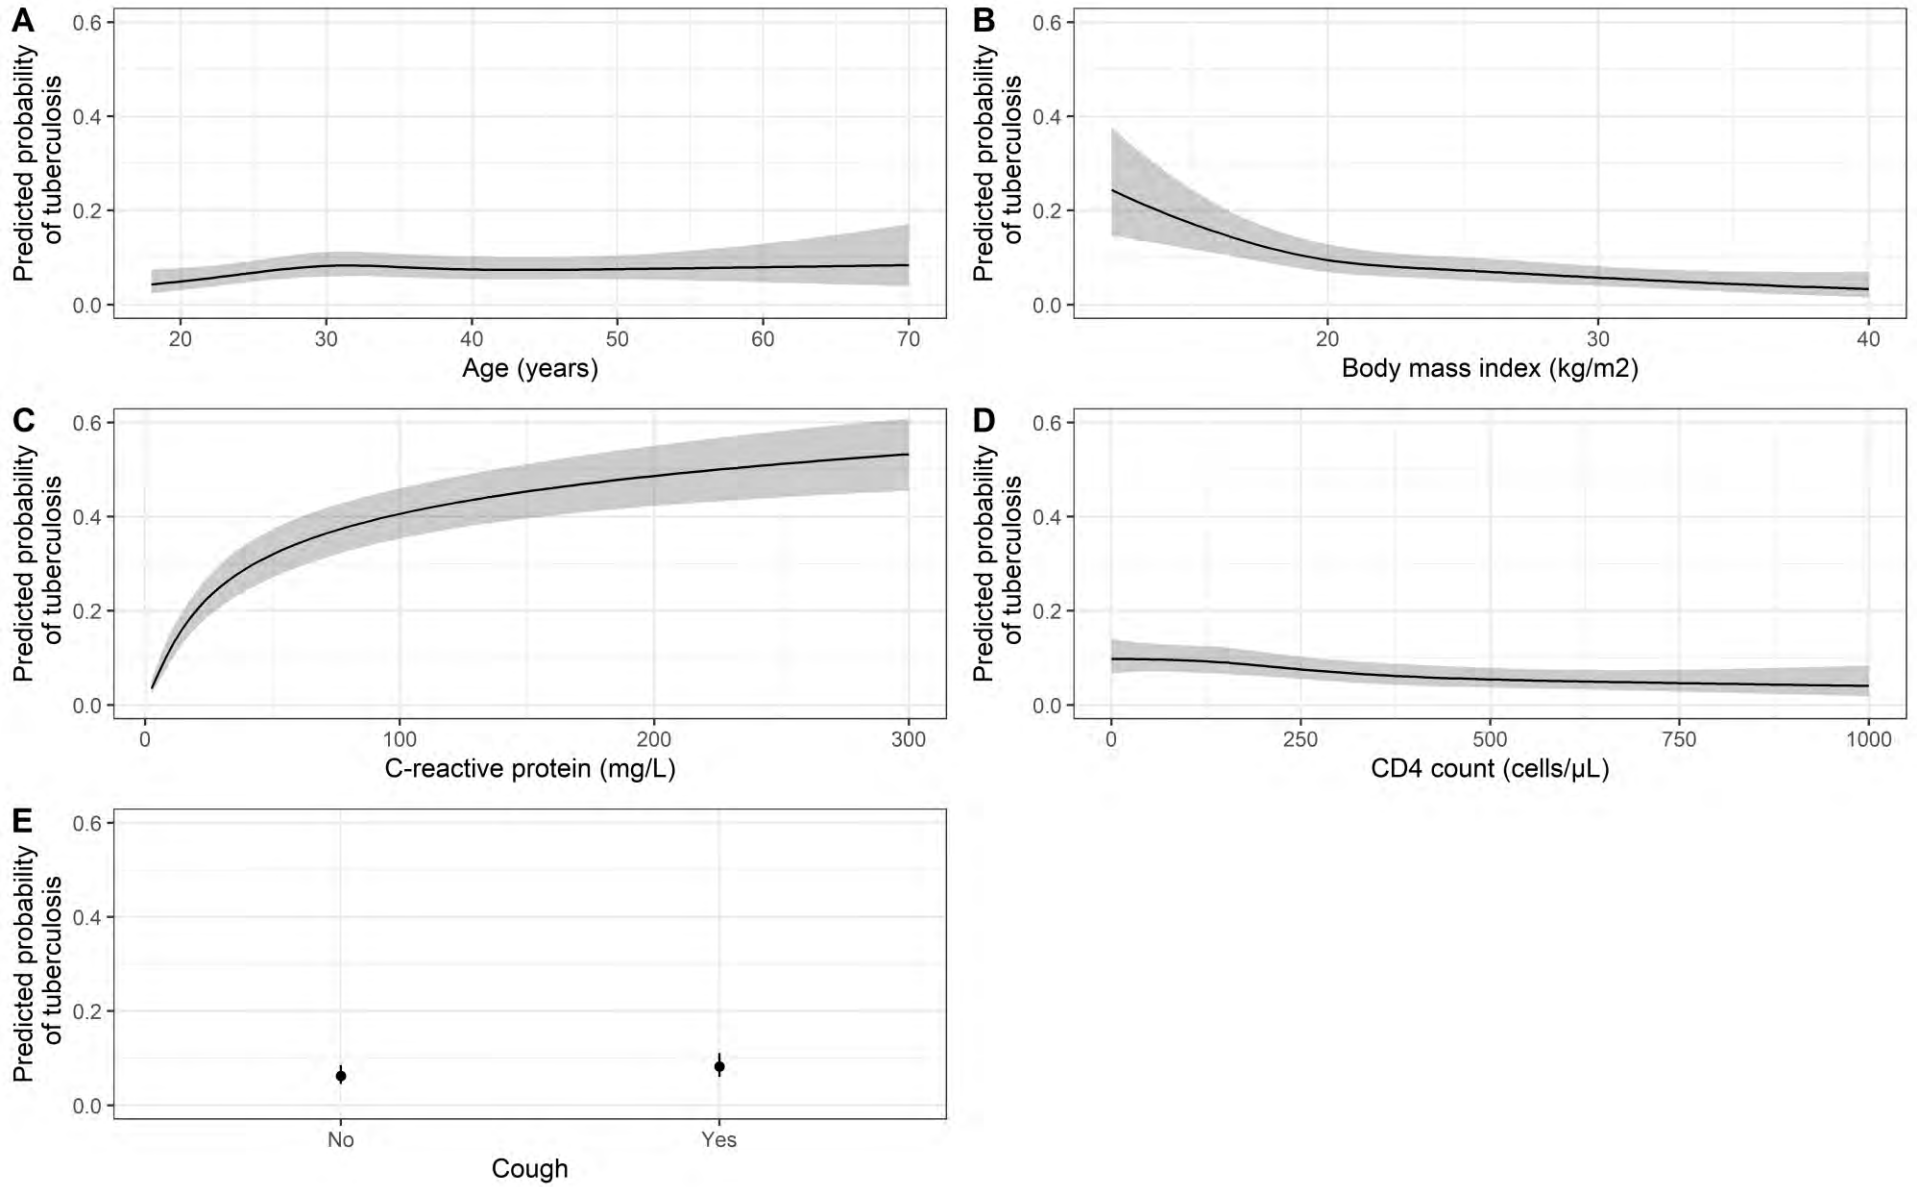 A
Predicted probability
of tuberculosis
0.6
0.4
0.2
0.0
20 30 40 50 60 70
Age (years)
B
Predicted probability
of tuberculosis
0.6
0.4
0.2
0.0
20 30 40
Body mass index (kg/m2)
C
Predicted probability
of tuberculosis
0.6
0.4
0.2
0.0
0 100 200 300
C-reactive protein (mg/L)
D
Predicted probability
of tuberculosis
0.6
0.4
0.2
0.0
0 250 500 750 1000
CD4 count (cells/µL)
E
Predicted probability
of tuberculosis
0.6
0.4
0.2
0.0
No Yes
Cough